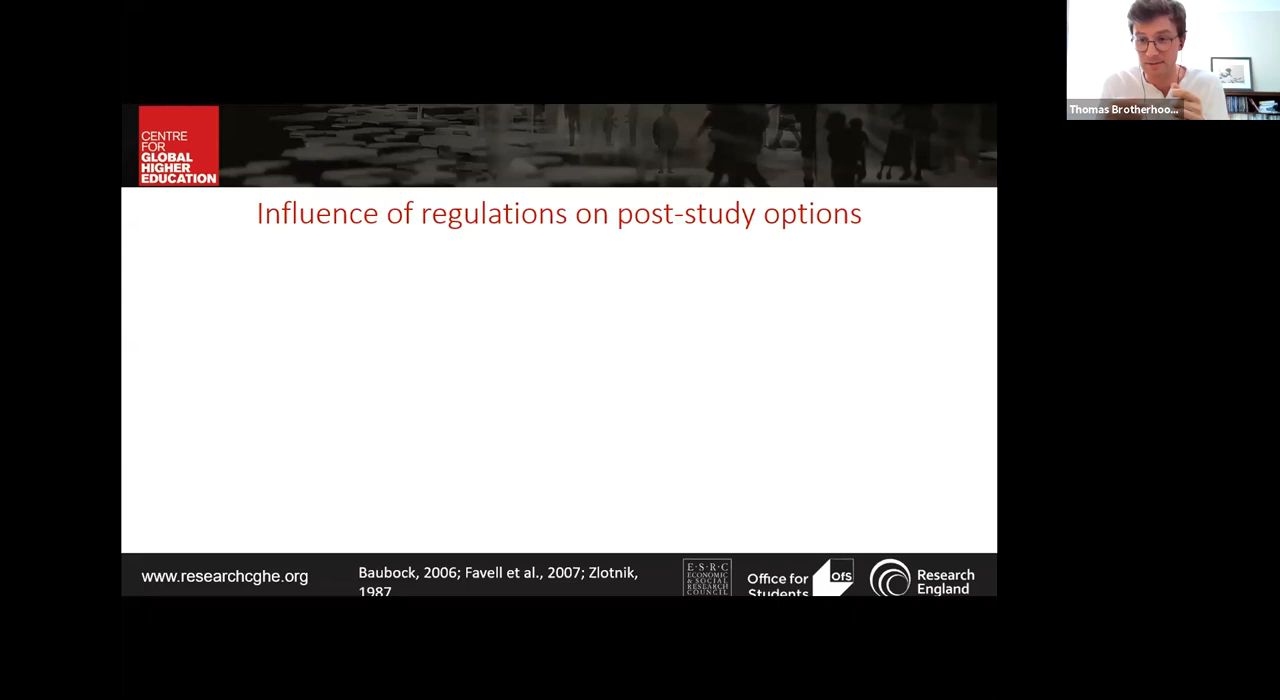 Thomas Brotherhoo...
CENTRE
FOR
GLOBAL
HIGHER
EDUCATION
Influence of regulations on post-study options
www.researchcghe.org
Baubock, 2006; Favell et al., 2007; Zlotnik,
1987
E·S·R·C
ECONOMIC
& SOCIAL
RESEARCH
COUNCIL
Office for
Students
OfS
Research
England